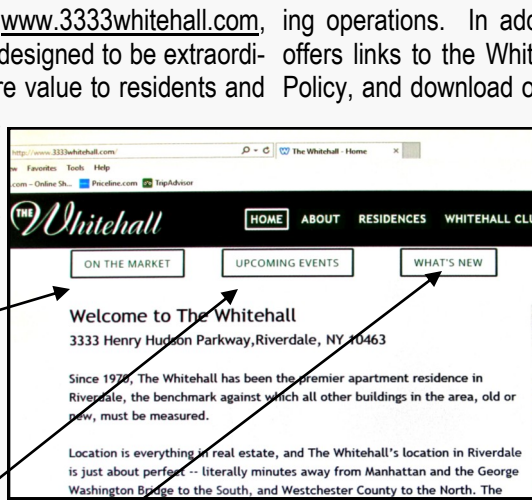 www.3333whitehall.com,
designed to be extraordi-
re value to residents and
ing operations. In add
offers links to the Whit
Policy, and download o
http://www.3333whitehall.com/
The Whitehall - Home
Favorites Tools Help
.com – Online Sh... Priceline.com TripAdvisor
THE Whitehall
HOME ABOUT RESIDENCES WHITEHALL CLU
ON THE MARKET UPCOMING EVENTS WHAT'S NEW
Welcome to The Whitehall
3333 Henry Hudson Parkway,Riverdale, NY 10463
Since 1970, The Whitehall has been the premier apartment residence in
Riverdale, the benchmark against which all other buildings in the area, old or
new, must be measured.
Location is everything in real estate, and The Whitehall's location in Riverdale
is just about perfect -- literally minutes away from Manhattan and the George
Washington Bridge to the South, and Westchester County to the North. The